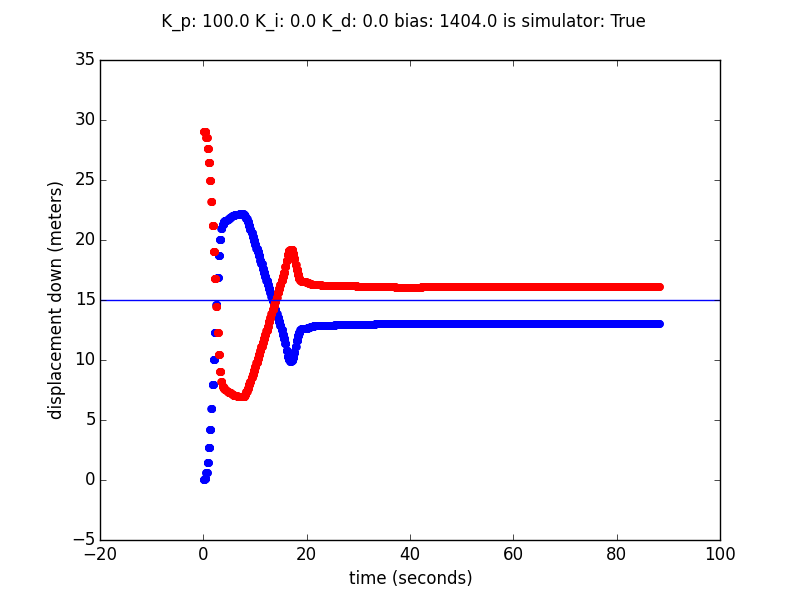 K_p: 100.0 K_i: 0.0 K_d: 0.0 bias: 1404.0 is simulator: True
35
30
25
20
15
10
5
0
−5
displacement down (meters)
−20 0 20 40 60 80 100
time (seconds)